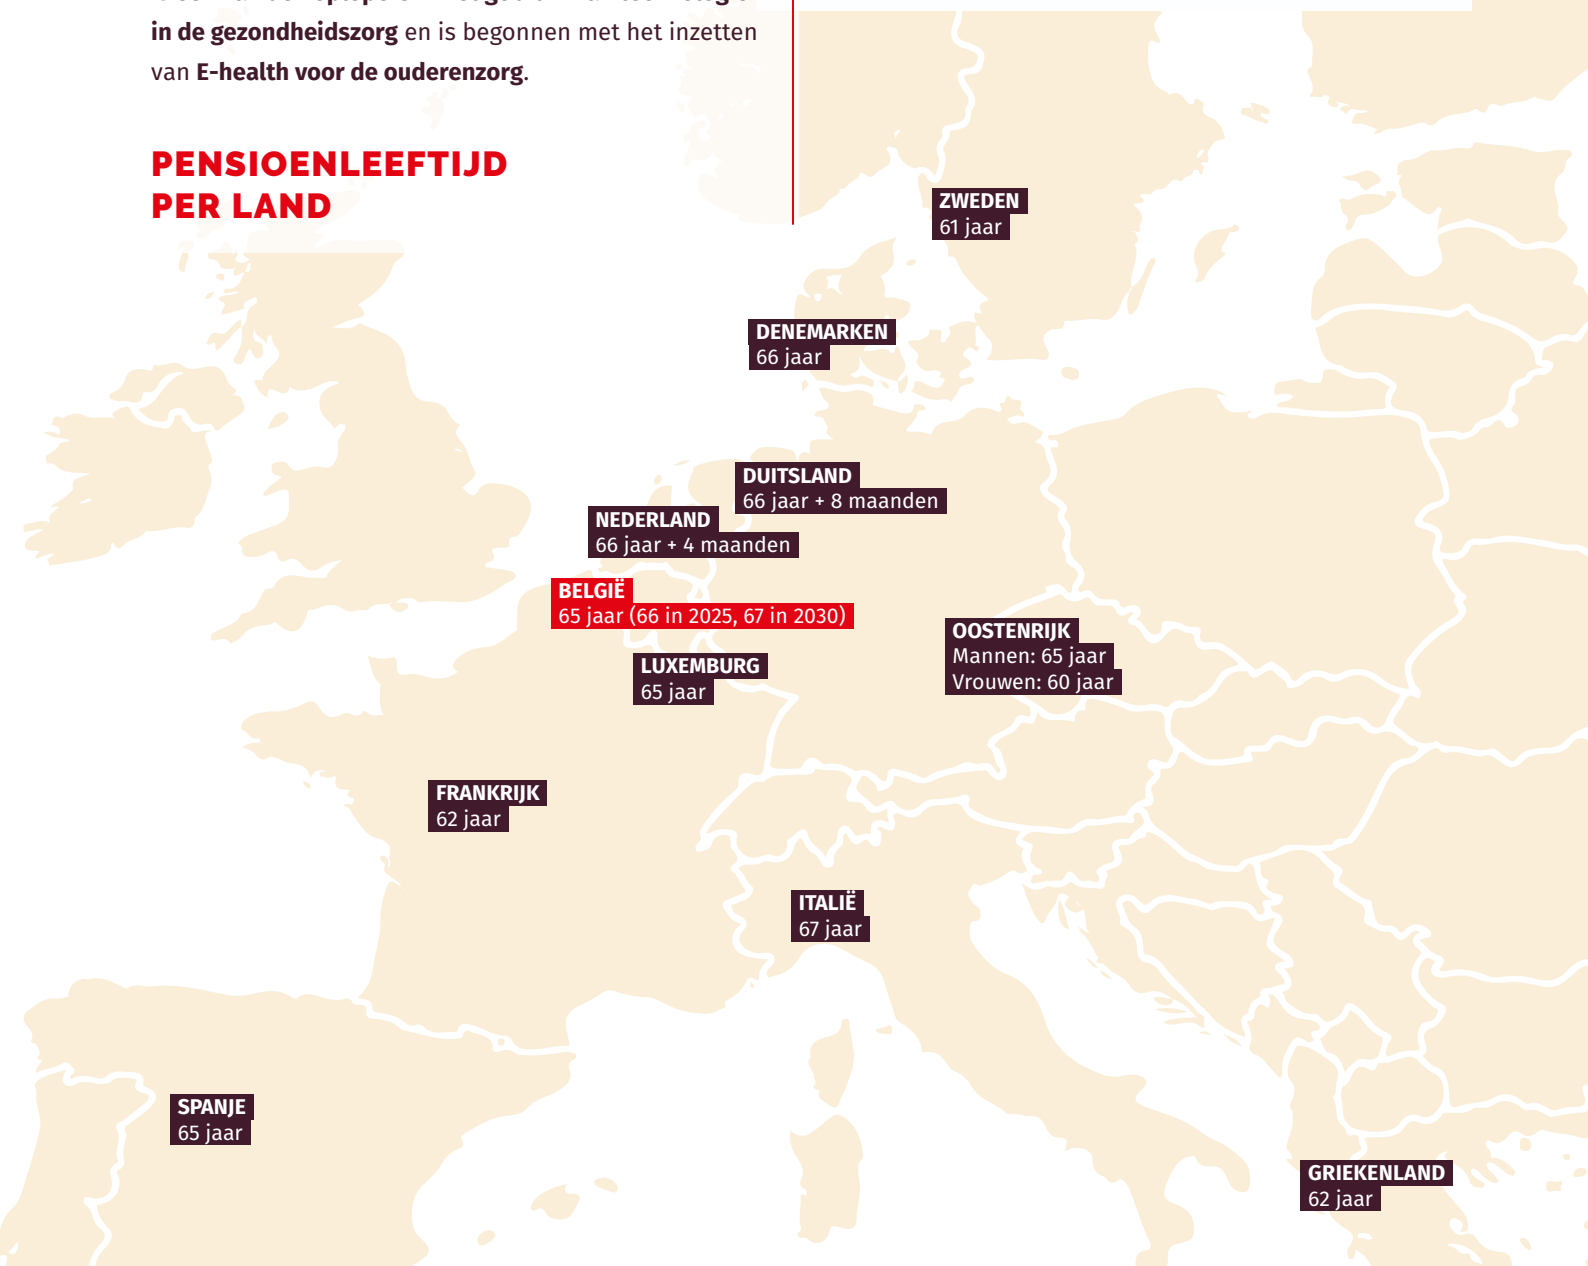 in de gezondheidszorg en is begonnen met het inzetten
van E-health voor de ouderenzorg.
PENSIOENLEEFTIJD
PER LAND
ZWEDEN
61 jaar
DENEMARKEN
66 jaar
DUITSLAND
66 jaar + 8 maanden
NEDERLAND
66 jaar + 4 maanden
BELGIË
65 jaar (66 in 2025, 67 in 2030)
OOSTENRIJK
Mannen: 65 jaar
Vrouwen: 60 jaar
LUXEMBURG
65 jaar
FRANKRIJK
62 jaar
ITALIË
67 jaar
SPANJE
65 jaar
GRIEKENLAND
62 jaar